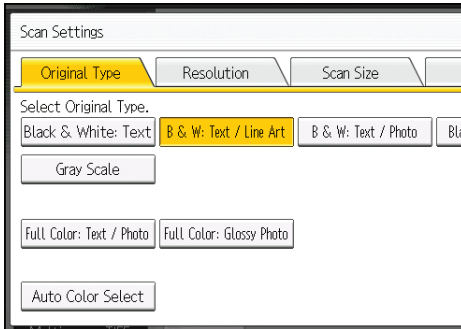 Scan Settings
Original Type Resolution Scan Size
Select Original Type.
Black & White: Text B & W: Text / Line Art B & W: Text / Photo
Gray Scale
Full Color: Text / Photo Full Color: Glossy Photo
Auto Color Select